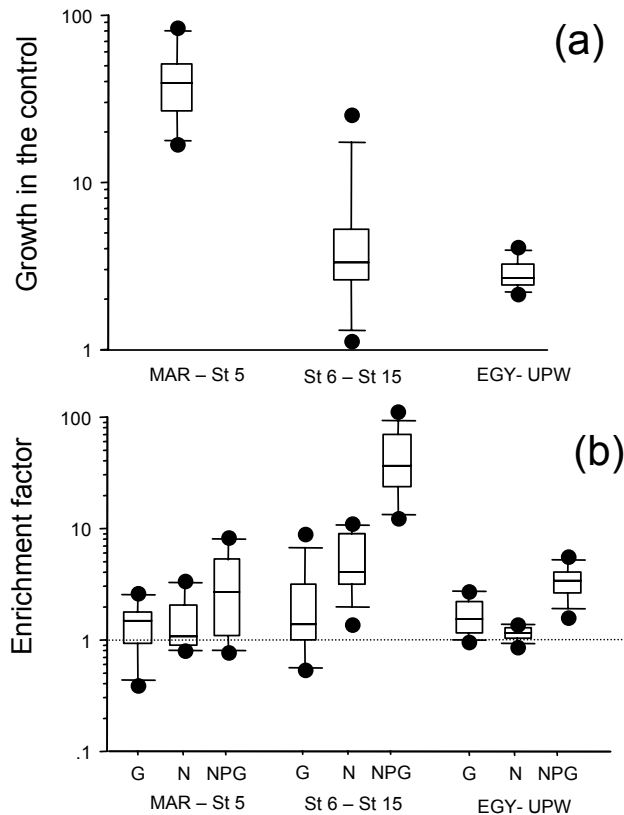 (a)
Growth in the control
100
10
1
MAR – St 5 St 6 – St 15 EGY- UPW
(b)
Enrichment factor
100
10
1
.1
G N NPG G N NPG G N NPG
MAR – St 5 St 6 – St 15 EGY- UPW